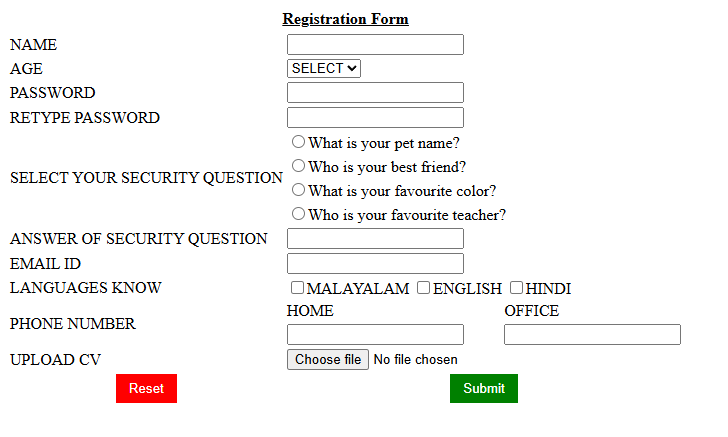 Registration Form
NAME
AGE SELECT
PASSWORD
RETYPE PASSWORD
SELECT YOUR SECURITY QUESTION
What is your pet name?
Who is your best friend?
What is your favourite color?
Who is your favourite teacher?
ANSWER OF SECURITY QUESTION
EMAIL ID
LANGUAGES KNOW MALAYALAM ENGLISH HINDI
PHONE NUMBER
HOME OFFICE
UPLOAD CV Choose file No file chosen
Reset Submit